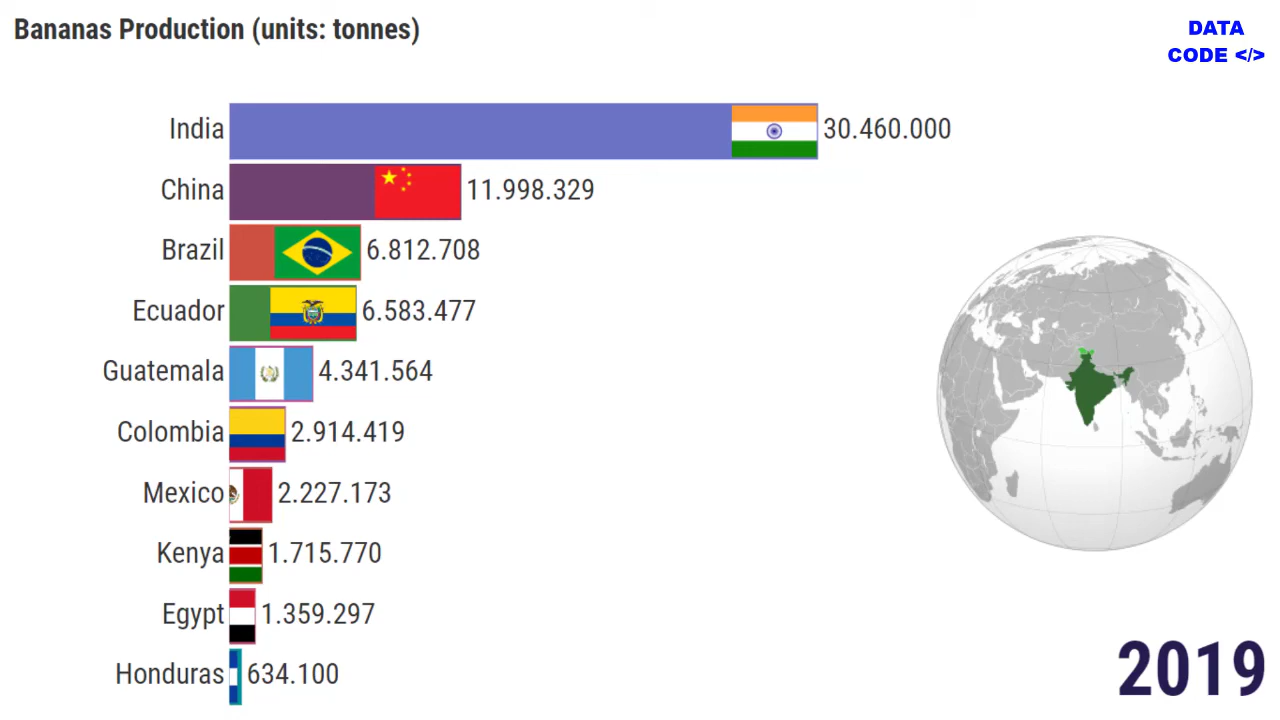 Bananas Production (units: tonnes)
DATA
CODE </>
India 30.460.000
China 11.998.329
Brazil 6.812.708
Ecuador 6.583.477
Guatemala 4.341.564
Colombia 2.914.419
Mexico 2.227.173
Kenya 1.715.770
Egypt 1.359.297
Honduras 634.100
2019